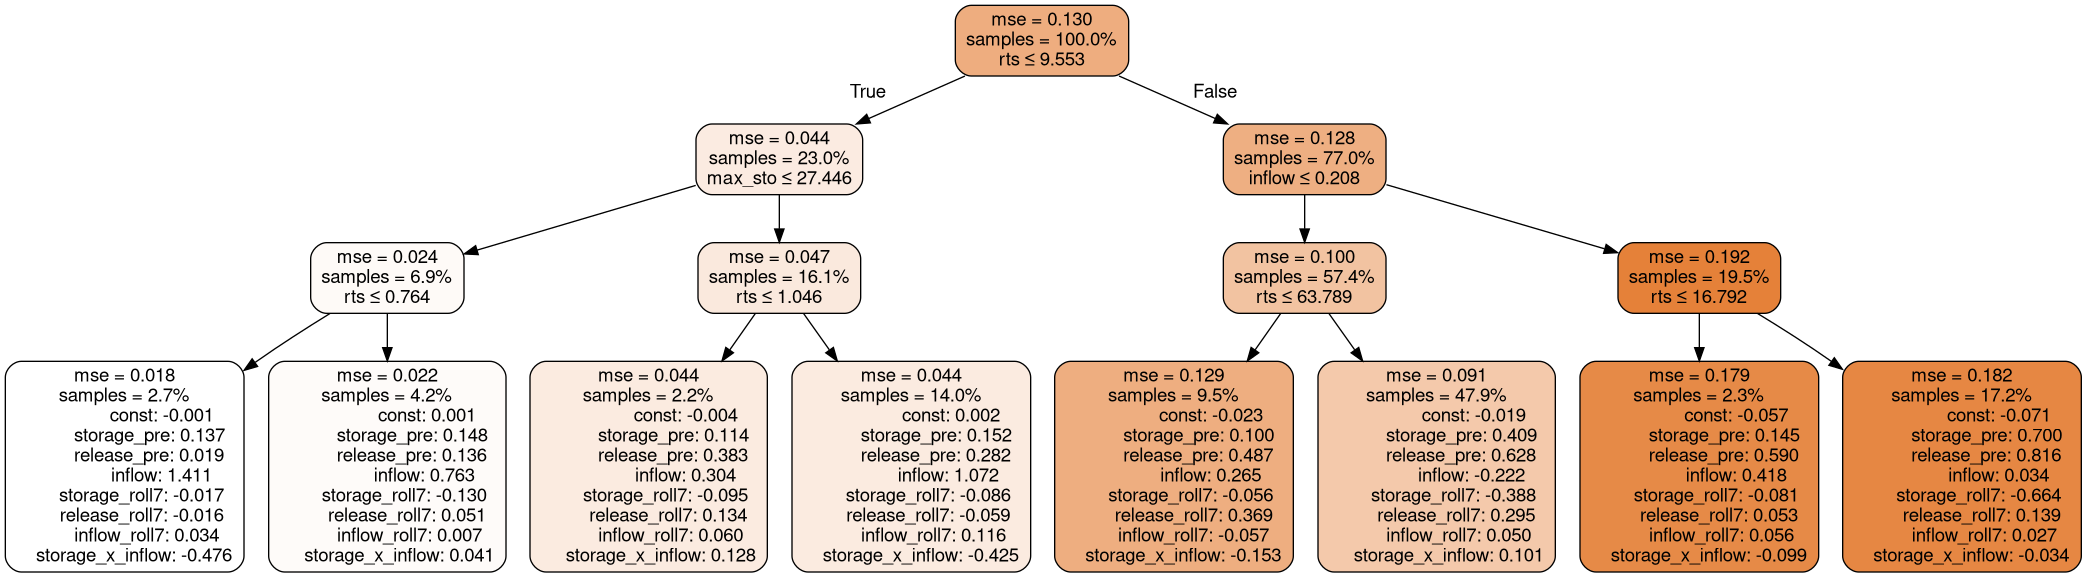 mse = 0.130
samples = 100.0%
rts ≤ 9.553
True
False
mse = 0.044
samples = 23.0%
max_sto ≤ 27.446
mse = 0.128
samples = 77.0%
inflow ≤ 0.208
mse = 0.024
samples = 6.9%
rts ≤ 0.764
mse = 0.047
samples = 16.1%
rts ≤ 1.046
mse = 0.100
samples = 57.4%
rts ≤ 63.789
mse = 0.192
samples = 19.5%
rts ≤ 16.792
mse = 0.018
samples = 2.7%
const: -0.001
storage_pre: 0.137
release_pre: 0.019
inflow: 1.411
storage_roll7: -0.017
release_roll7: -0.016
inflow_roll7: 0.034
storage_x_inflow: -0.476
mse = 0.022
samples = 4.2%
const: 0.001
storage_pre: 0.148
release_pre: 0.136
inflow: 0.763
storage_roll7: -0.130
release_roll7: 0.051
inflow_roll7: 0.007
storage_x_inflow: 0.041
mse = 0.044
samples = 2.2%
const: -0.004
storage_pre: 0.114
release_pre: 0.383
inflow: 0.304
storage_roll7: -0.095
release_roll7: 0.134
inflow_roll7: 0.060
storage_x_inflow: 0.128
mse = 0.044
samples = 14.0%
const: 0.002
storage_pre: 0.152
release_pre: 0.282
inflow: 1.072
storage_roll7: -0.086
release_roll7: -0.059
inflow_roll7: 0.116
storage_x_inflow: -0.425
mse = 0.129
samples = 9.5%
const: -0.023
storage_pre: 0.100
release_pre: 0.487
inflow: 0.265
storage_roll7: -0.056
release_roll7: 0.369
inflow_roll7: -0.057
storage_x_inflow: -0.153
mse = 0.091
samples = 47.9%
const: -0.019
storage_pre: 0.409
release_pre: 0.628
inflow: -0.222
storage_roll7: -0.388
release_roll7: 0.295
inflow_roll7: 0.050
storage_x_inflow: 0.101
mse = 0.179
samples = 2.3%
const: -0.057
storage_pre: 0.145
release_pre: 0.590
inflow: 0.418
storage_roll7: -0.081
release_roll7: 0.053
inflow_roll7: 0.056
storage_x_inflow: -0.099
mse = 0.182
samples = 17.2%
const: -0.071
storage_pre: 0.700
release_pre: 0.816
inflow: 0.034
storage_roll7: -0.664
release_roll7: 0.139
inflow_roll7: 0.027
storage_x_inflow: -0.034